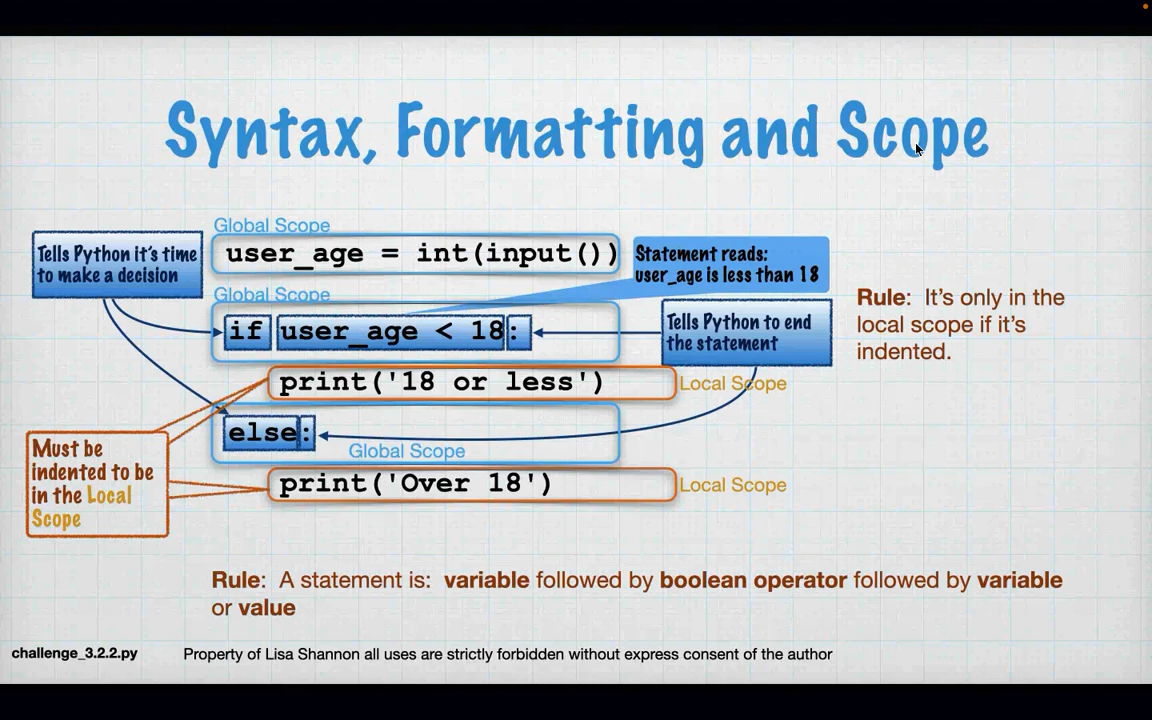 Syntax, Formatting and Scope
Global Scope
Tells Python it's time
to make a decision
user_age = int(input())
Statement reads:
user_age is less than 18
Global Scope
if user_age < 18:
Tells Python to end
the statement
Rule: It's only in the
local scope if it's
indented.
print('18 or less')
Local Scope
else:
Global Scope
Must be
indented to be
in the Local
Scope
print('Over 18')
Local Scope
Rule: A statement is: variable followed by boolean operator followed by variable
or value
challenge_3.2.2.py
Property of Lisa Shannon all uses are strictly forbidden without express consent of the author